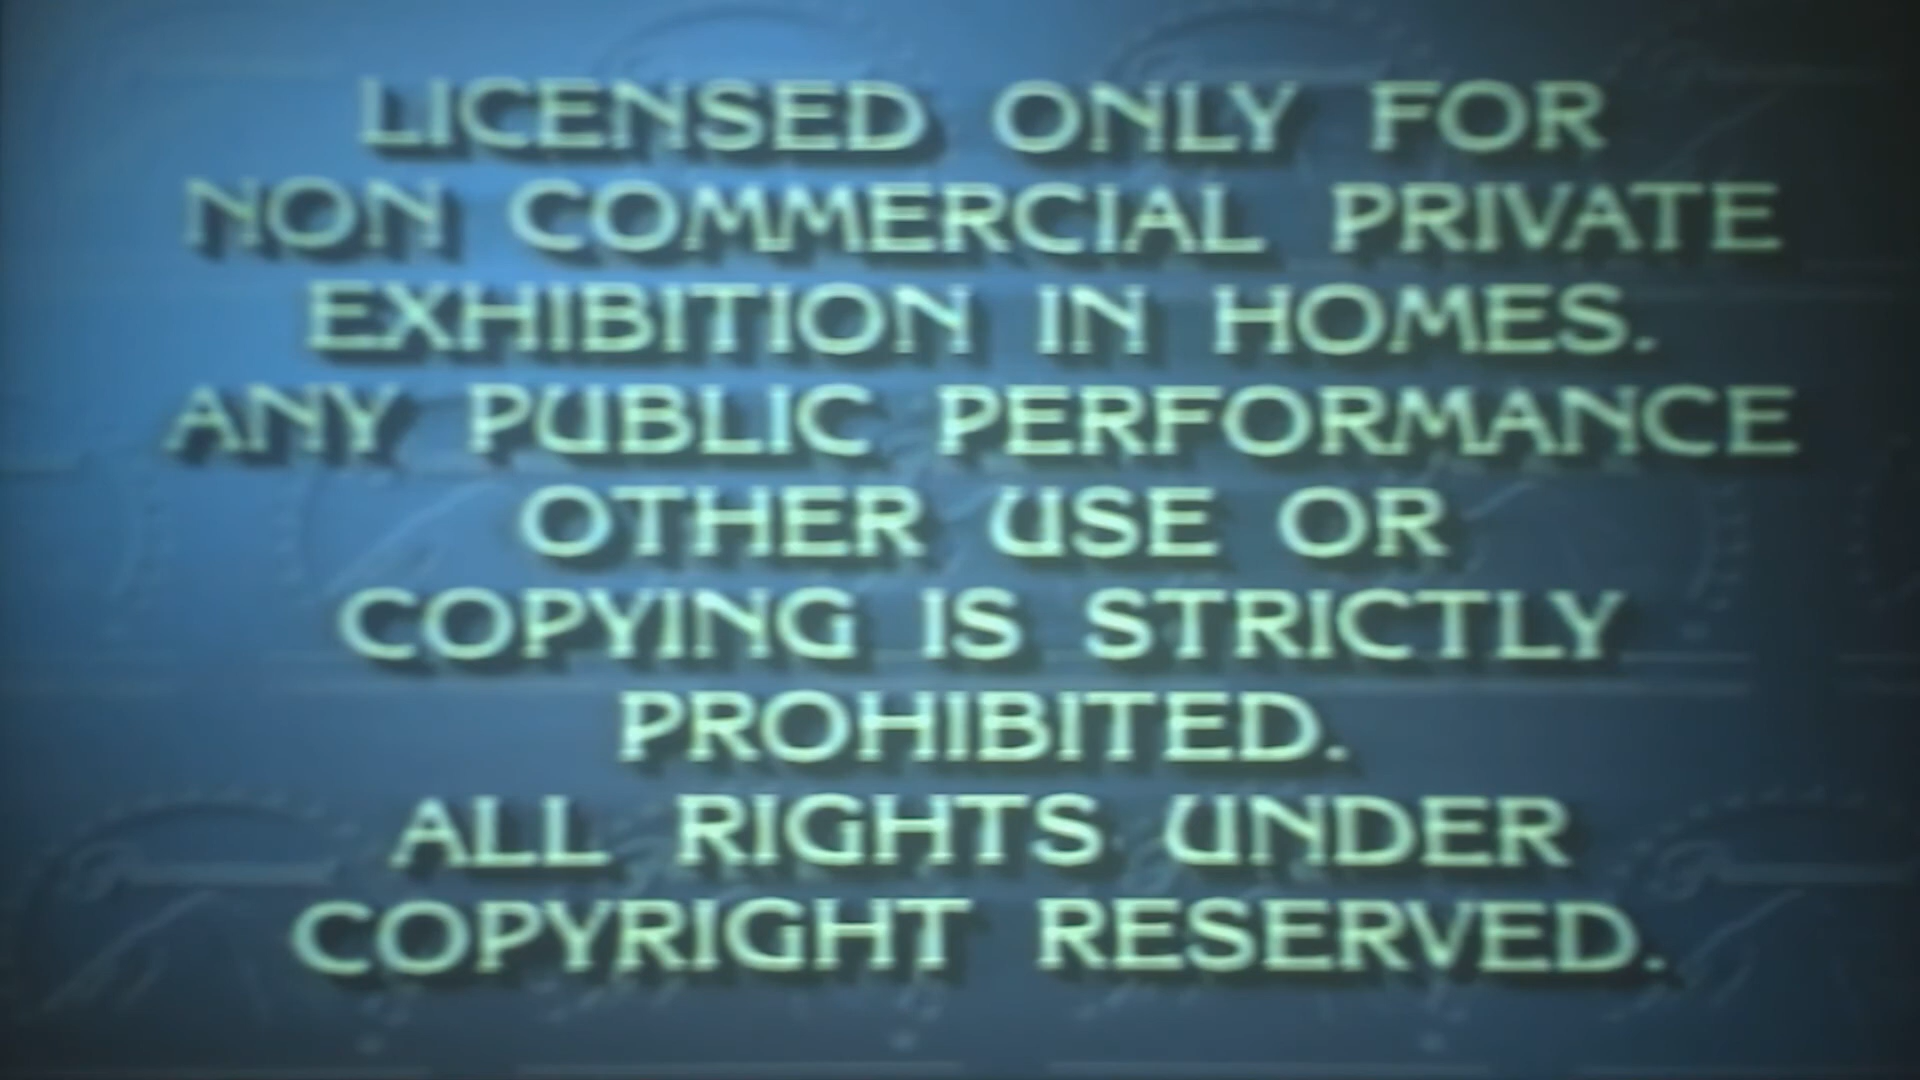 LICENSED ONLY FOR
NON COMMERCIAL PRIVATE
EXHIBITION IN HOMES.
ANY PUBLIC PERFORMANCE
OTHER USE OR
COPYING IS STRICTLY
PROHIBITED.
ALL RIGHTS UNDER
COPYRIGHT RESERVED.